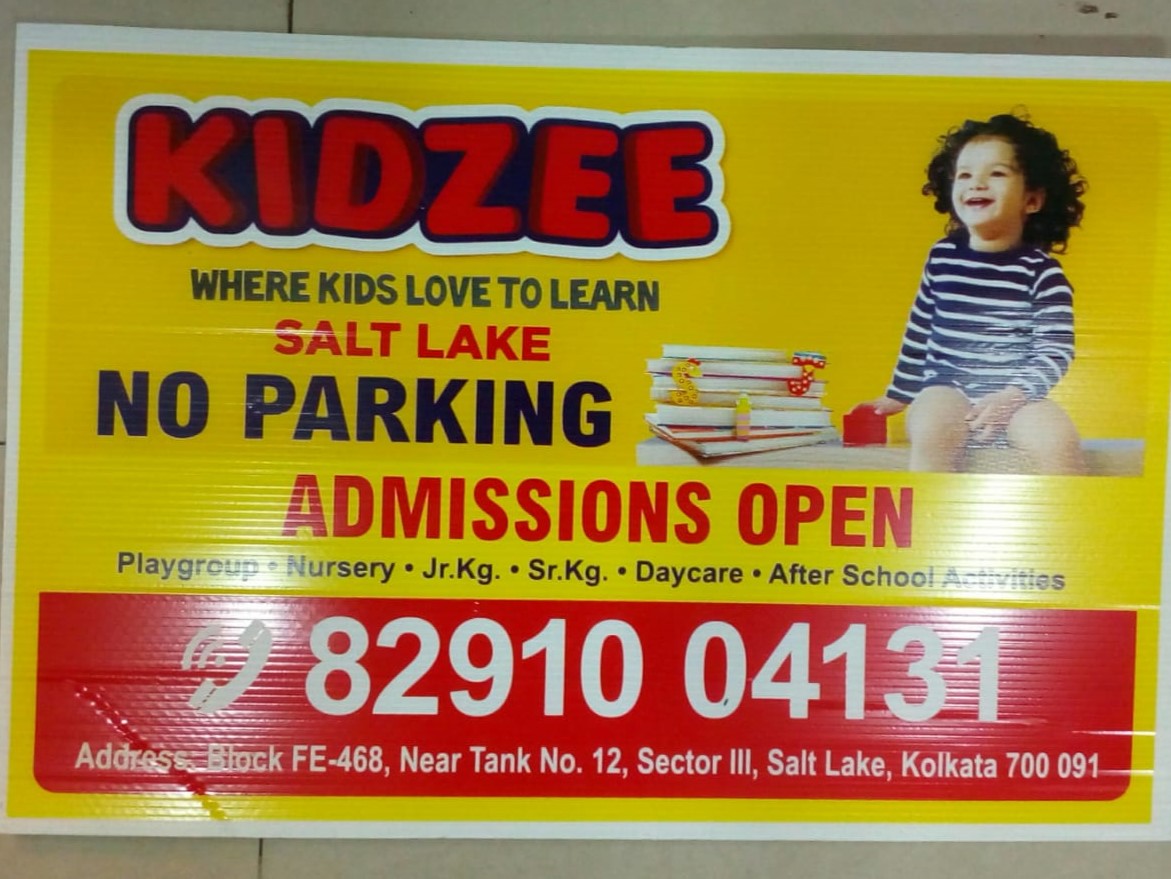 KIDZEE
WHERE KIDS LOVE TO LEARN
SALT LAKE
NO PARKING
ADMISSIONS OPEN
Playgroup • Nursery • Jr.Kg. • Sr.Kg. • Daycare • After School Activities
82910 04131
Address: Block FE-468, Near Tank No. 12, Sector III, Salt Lake, Kolkata 700 091